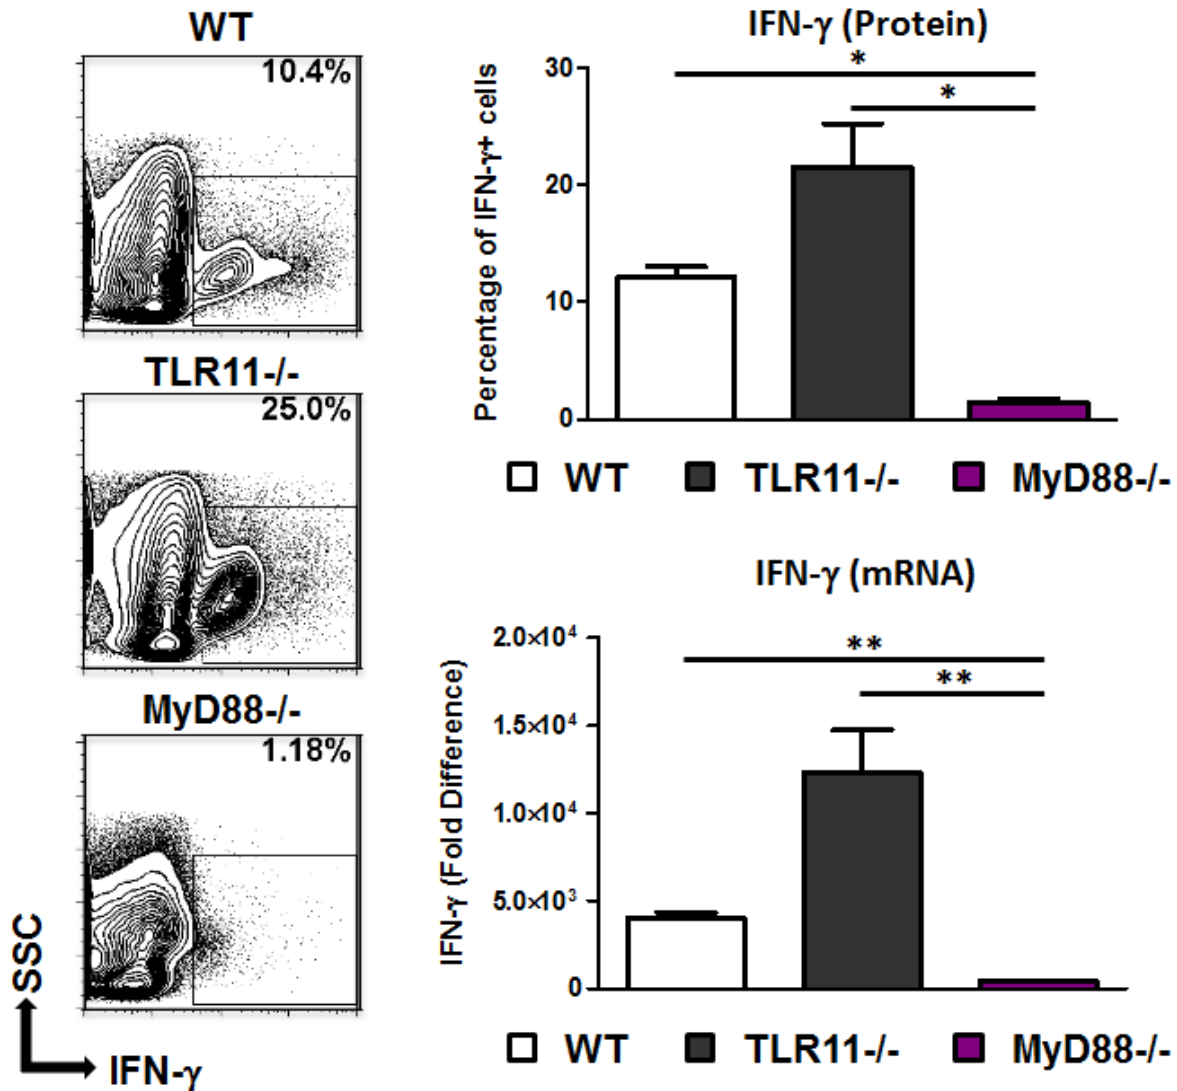 WT
10.4%
TLR11-/-
25.0%
MyD88-/-
1.18%
SSC
IFN-γ
IFN-γ (Protein)
Percentage of IFN-γ+ cells
30
20
10
0
*
*
WT TLR11-/- MyD88-/-
IFN-γ (mRNA)
IFN-γ (Fold Difference)
2.0×10⁴
1.5×10⁴
1.0×10⁴
5.0×10³
0
**
**
WT TLR11-/- MyD88-/-